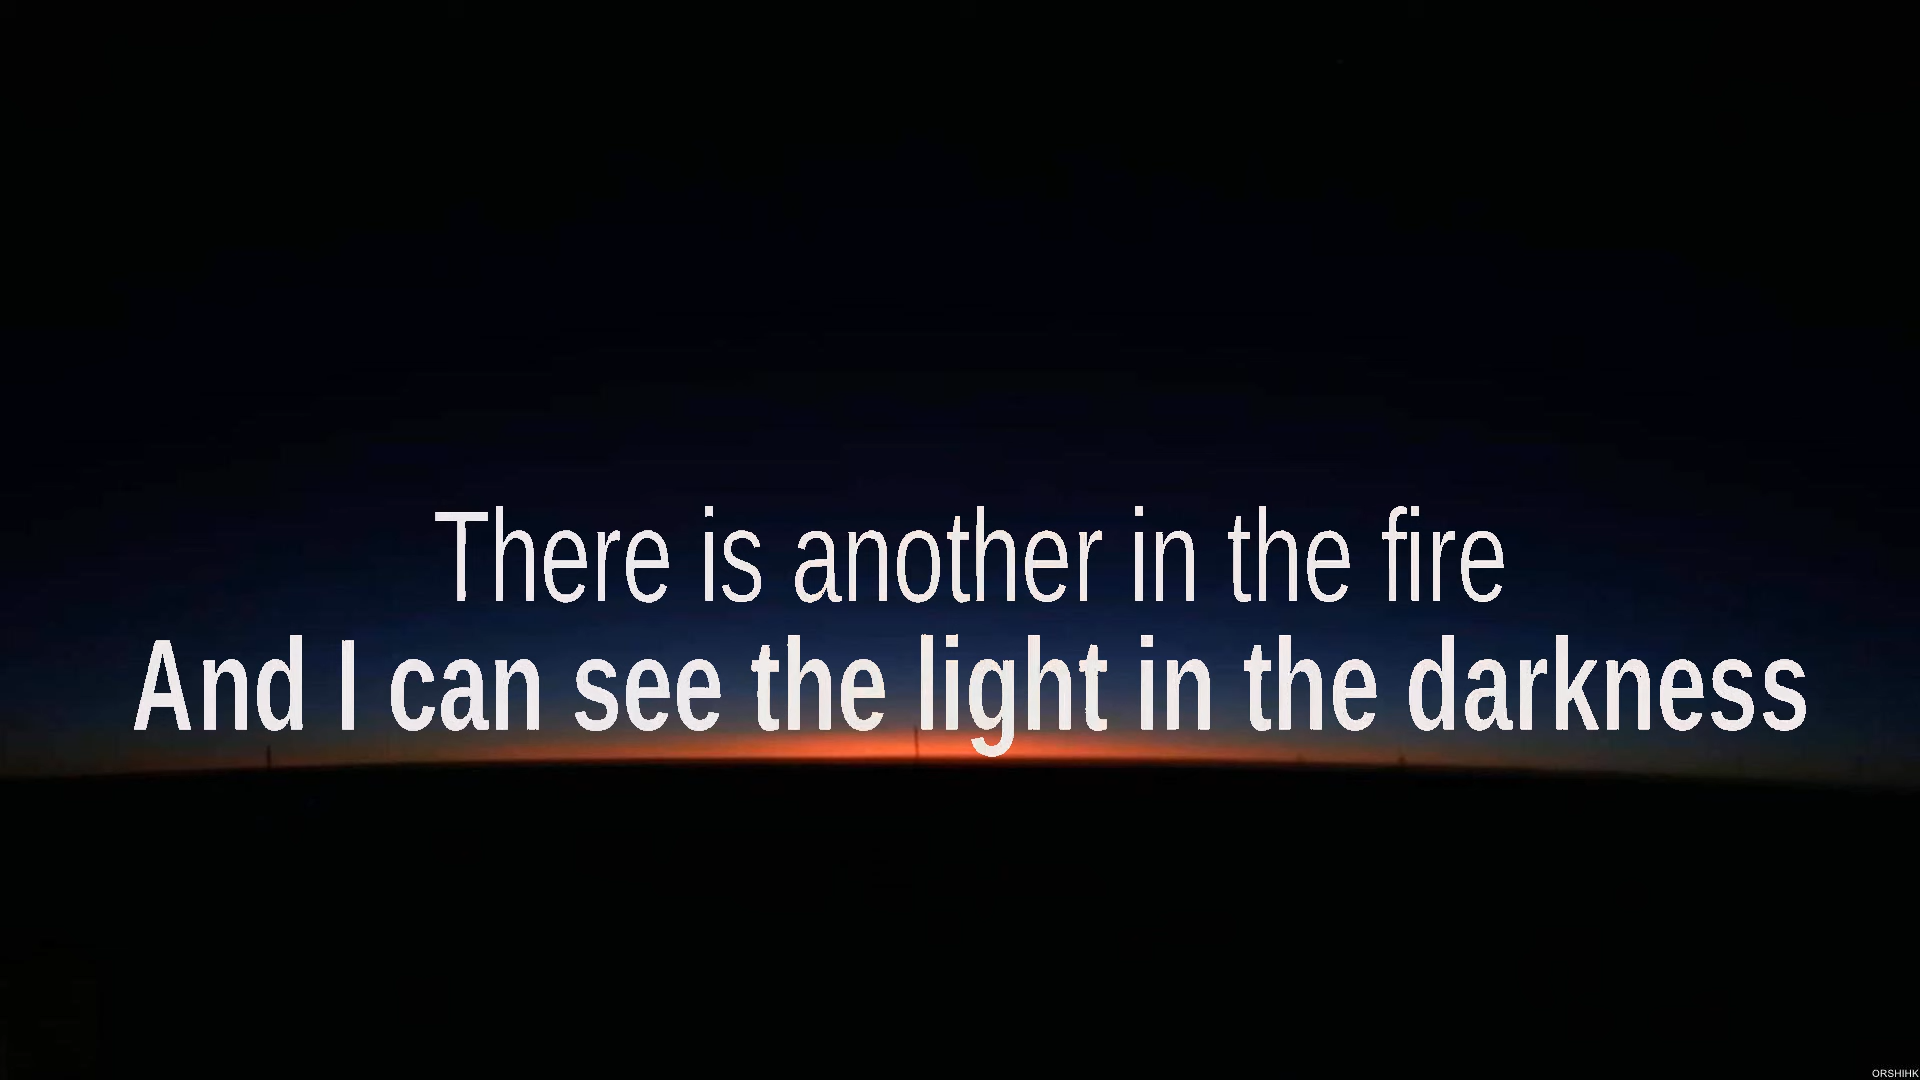 There is another in the fire
And I can see the light in the darkness
ORSHIHK